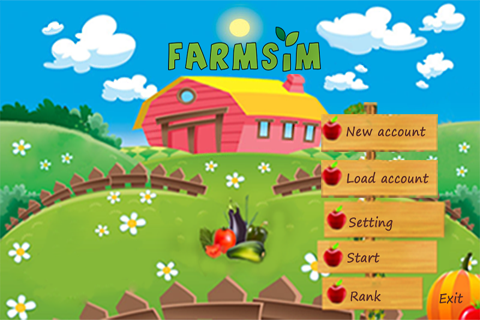 FARMSiM
New account
Load account
Setting
Start
Rank
Exit